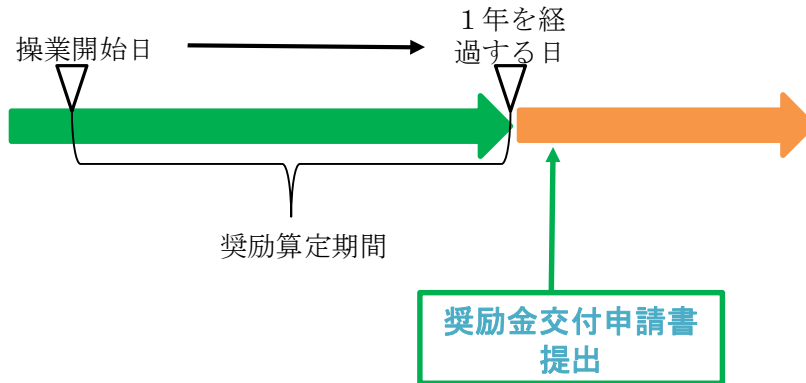 操業開始日
１年を経
過する日
奨励算定期間
奨励金交付申請書
提出